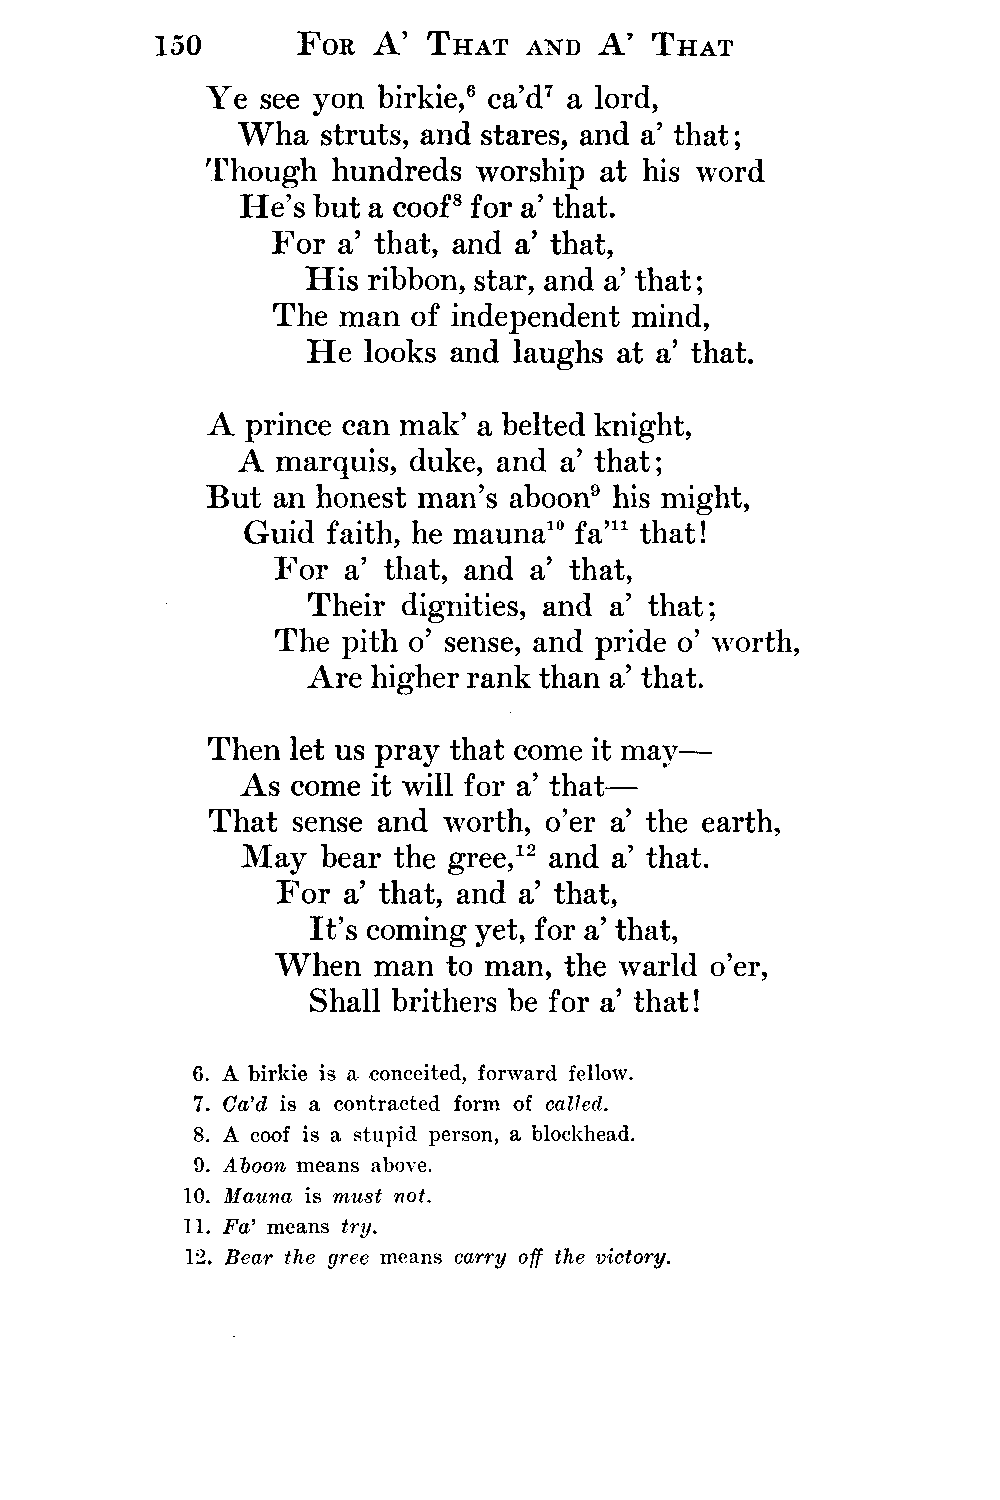 150 FOR A' THAT AND A' THAT
Ye see yon birkie,⁶ ca'd⁷ a lord,
Wha struts, and stares, and a' that;
Though hundreds worship at his word
He's but a coof⁸ for a' that.
For a' that, and a' that,
His ribbon, star, and a' that;
The man of independent mind,
He looks and laughs at a' that.
A prince can mak' a belted knight,
A marquis, duke, and a' that;
But an honest man's aboon⁹ his might,
Guid faith, he mauna¹⁰ fa'¹¹ that!
For a' that, and a' that,
Their dignities, and a' that;
The pith o' sense, and pride o' worth,
Are higher rank than a' that.
Then let us pray that come it may—
As come it will for a' that—
That sense and worth, o'er a' the earth,
May bear the gree,¹² and a' that.
For a' that, and a' that,
It's coming yet, for a' that,
When man to man, the warld o'er,
Shall brithers be for a' that!
6. A birkie is a conceited, forward fellow.
7. Ca'd is a contracted form of called.
8. A coof is a stupid person, a blockhead.
9. Aboon means above.
10. Mauna is must not.
11. Fa' means try.
12. Bear the gree means carry off the victory.